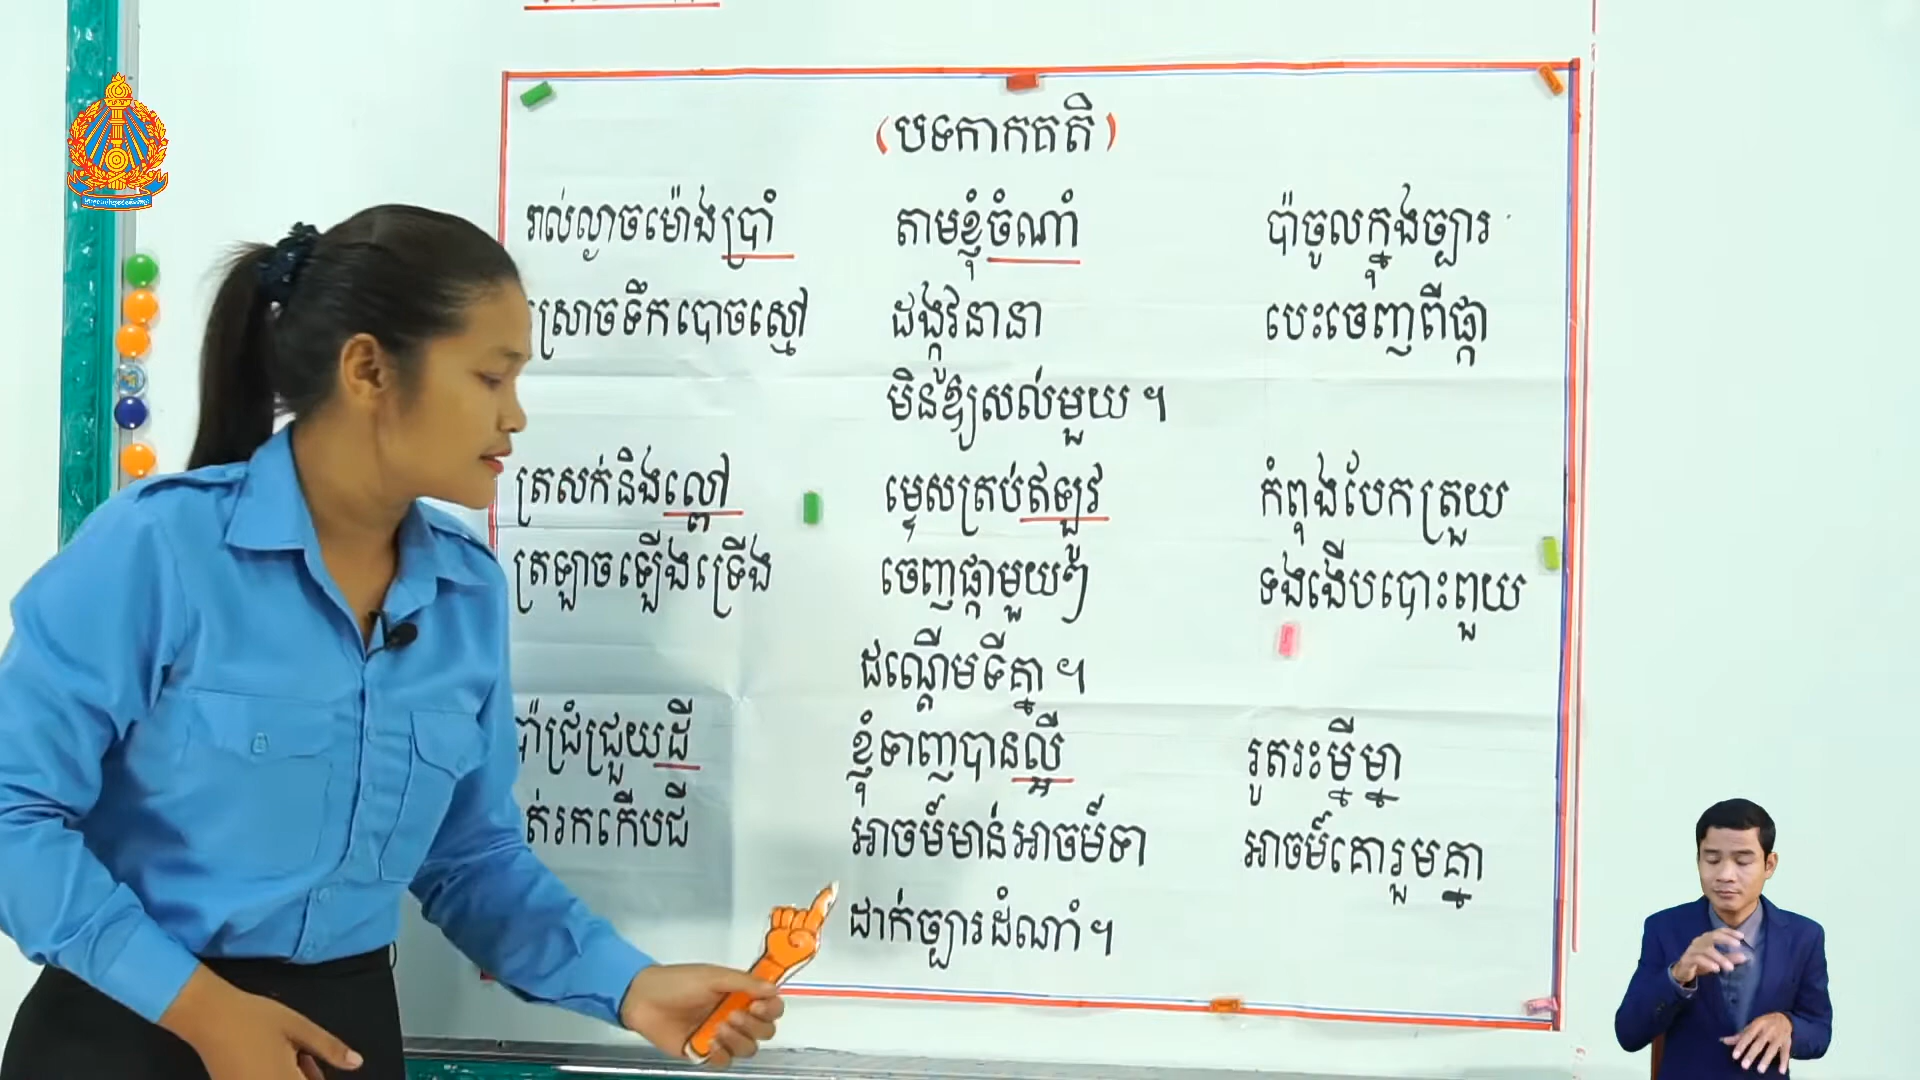 (បទកាកគតិ)
រាល់ល្ងាចម៉ោងប្រាំ តាមខ្ញុំចំណាំ ប៉ាចូលក្នុងច្បារ
ស្រោចទឹកបោចស្មៅ ដង្កូវនានា បេះចេញពីផ្កា
មិនឱ្យសល់មួយ ។
ត្រសក់និងល្ពៅ ម្ទេសត្រប់ឥឡូវ កំពុងបែកត្រួយ
ត្រឡាចឡើងទ្រើង ចេញផ្កាមួយៗ ទងងើបបោះពួយ
ដណ្ដើមទីគ្នា ។
ប៉ាជ្រំជ្រួយដី ខ្ញុំទាញបានល្អី រូតរះម្នីម្នា
រកកើបជី អាចម៍មាន់អាចម៍ទា អាចម៍គោរួមគ្នា
ដាក់ច្បារដំណាំ។